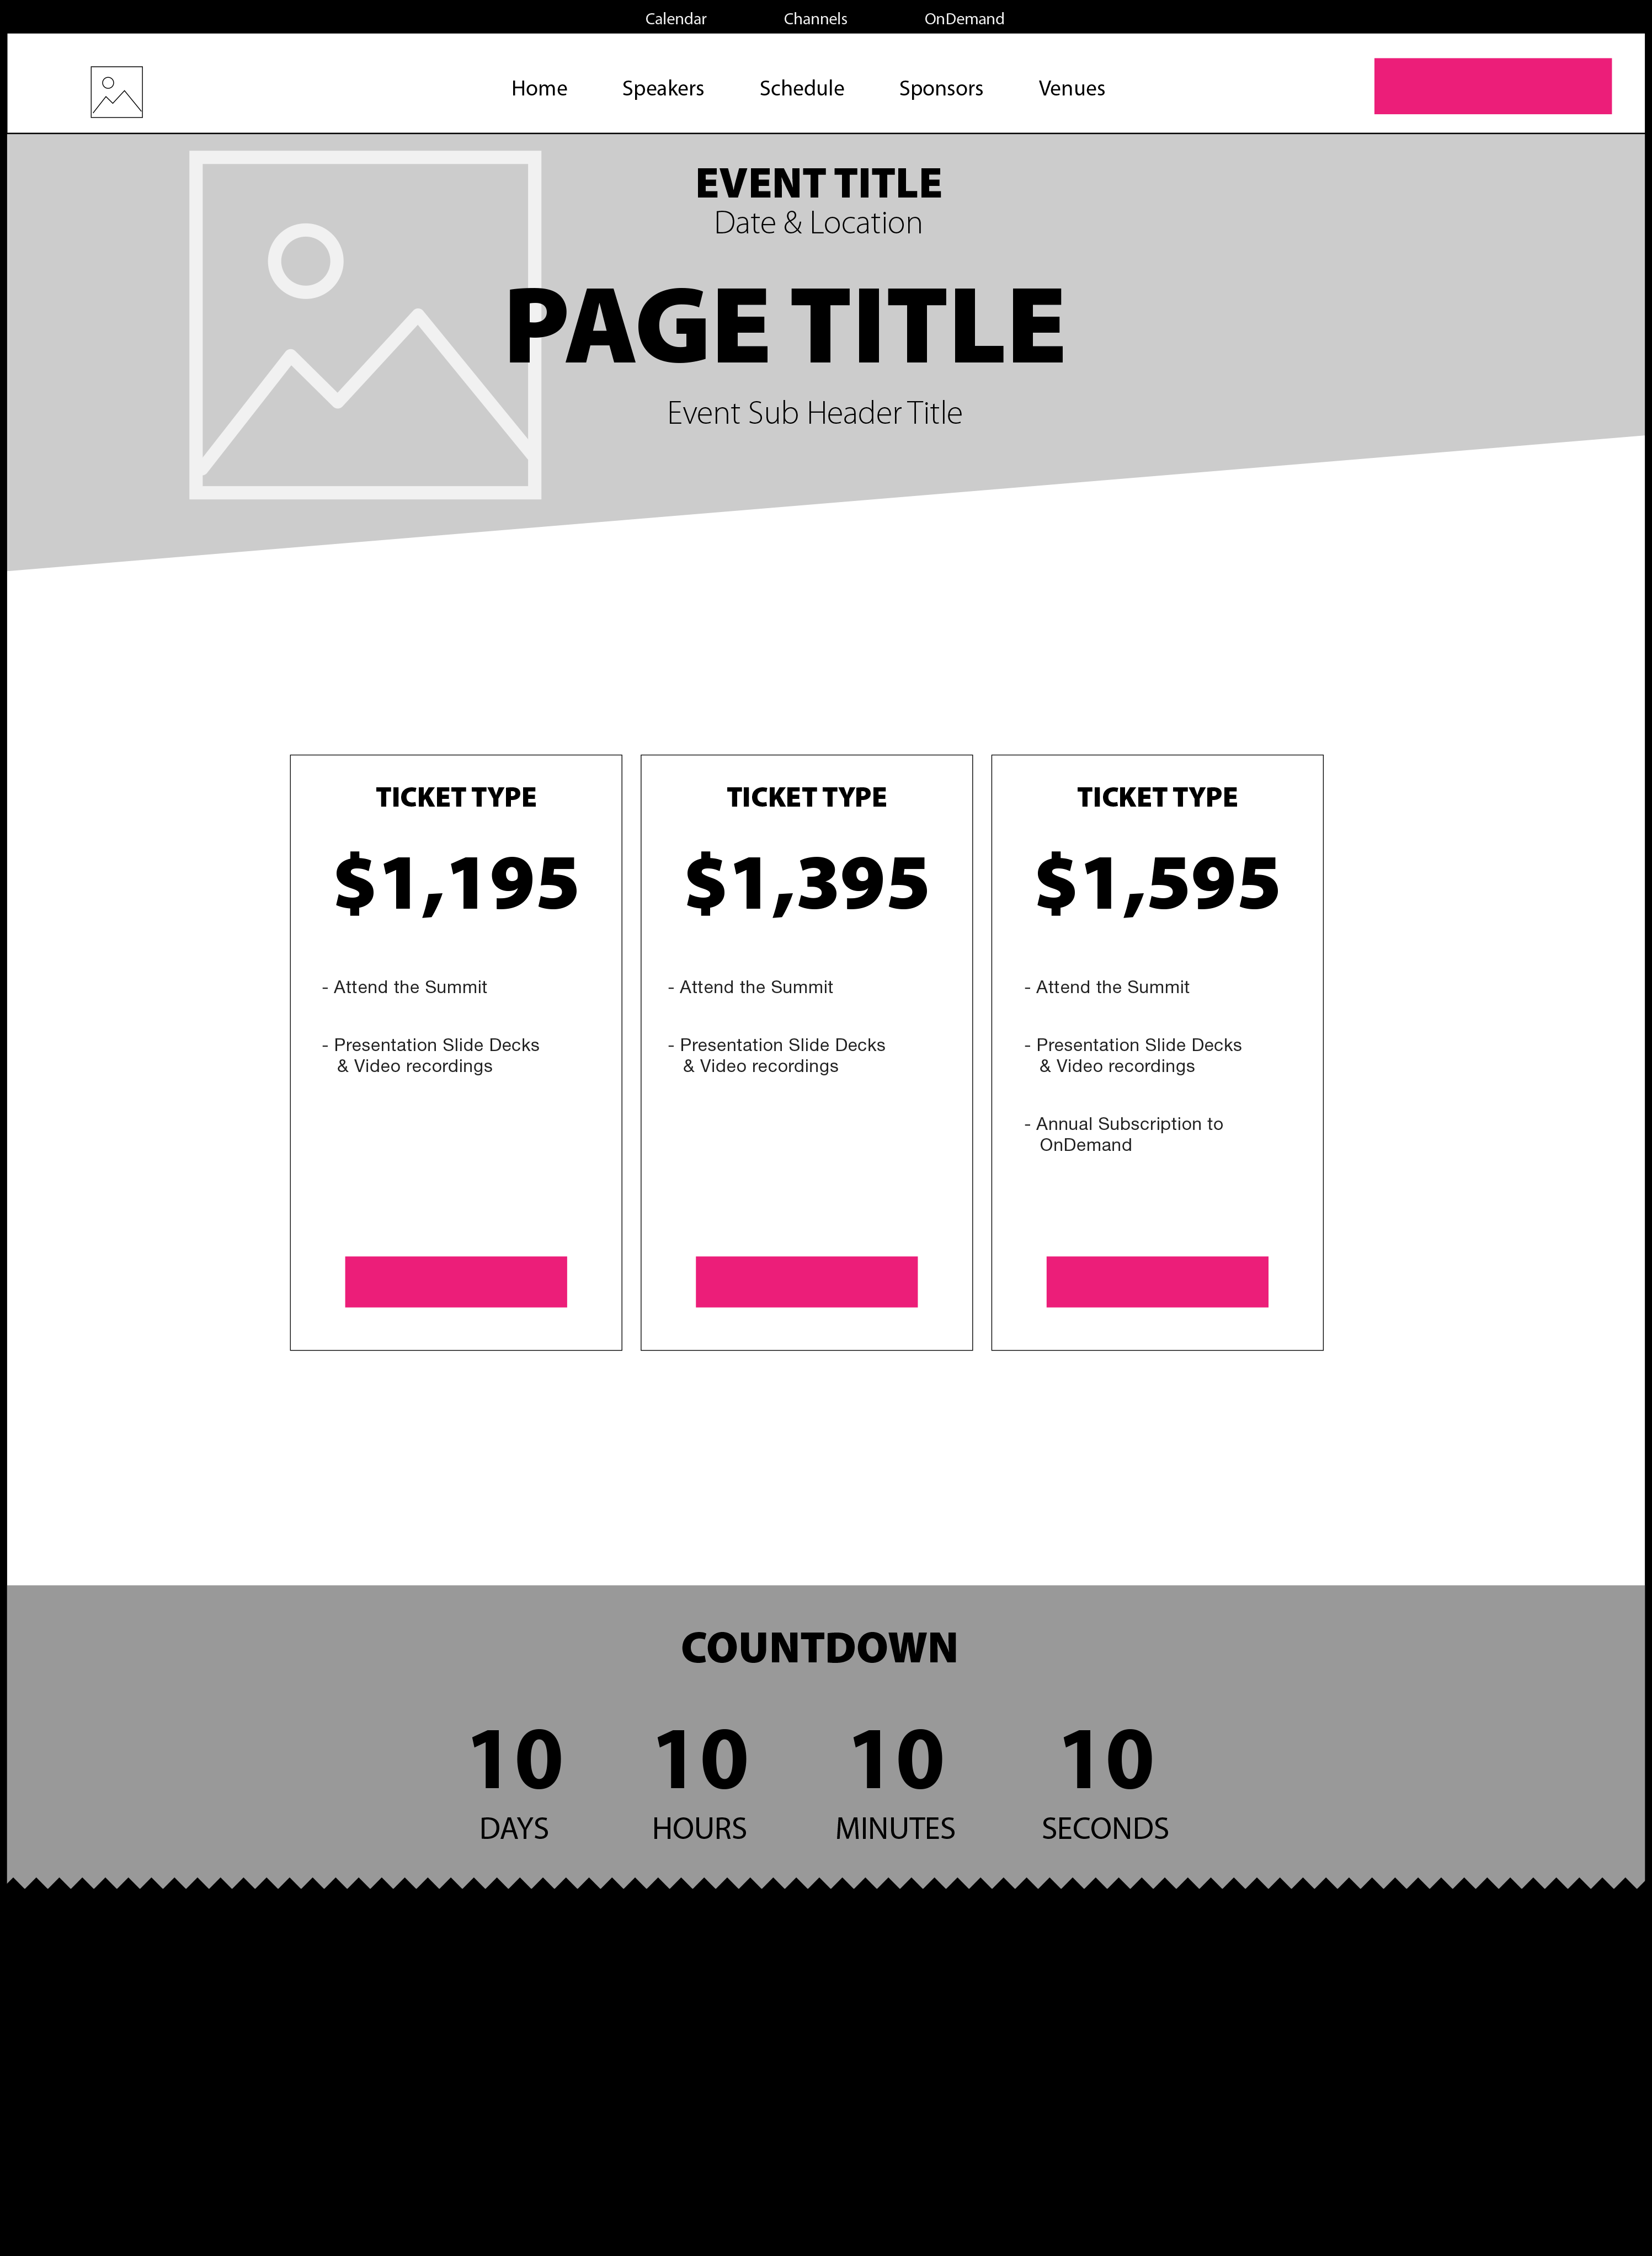 Calendar Channels OnDemand
Home Speakers Schedule Sponsors Venues
EVENT TITLE
Date & Location
PAGE TITLE
Event Sub Header Title
TICKET TYPE
$1,195
- Attend the Summit
- Presentation Slide Decks
& Video recordings
TICKET TYPE
$1,395
- Attend the Summit
- Presentation Slide Decks
& Video recordings
TICKET TYPE
$1,595
- Attend the Summit
- Presentation Slide Decks
& Video recordings
- Annual Subscription to
OnDemand
COUNTDOWN
10 10 10 10
DAYS HOURS MINUTES SECONDS